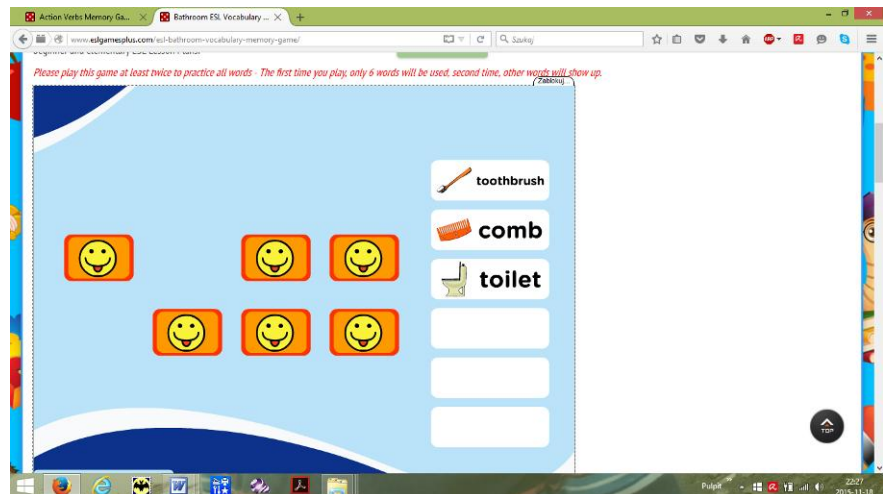 Action Verbs Memory Ga...
Bathroom ESL Vocabulary ...
www.eslgamesplus.com/esl-bathroom-vocabulary-memory-game/
Szukaj
Please play this game at least twice to practice all words - The first time you play, only 6 words will be used, second time, other words will show up.
Zablokuj...
toothbrush
comb
toilet
TOP
ABP
W
Pulpit
22:27
2015-11-18